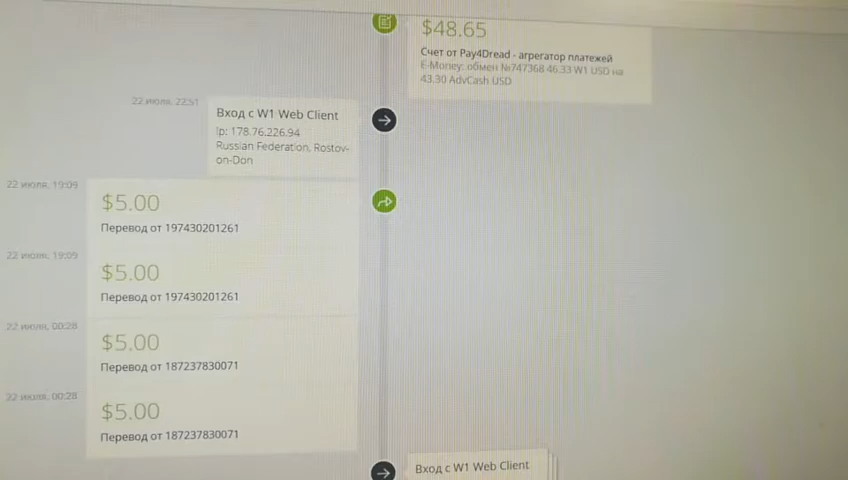 $48.65
Счет от Pay4Dread - агрегатор платежей
E-Money: обмен №747368 46.33 W1 USD на
43.30 AdvCash USD
22 июля, 22:51
Вход с W1 Web Client
Ip: 178.76.226.94
Russian Federation, Rostov-
on-Don
22 июля, 19:09
$5.00
Перевод от 197430201261
22 июля, 19:09
$5.00
Перевод от 197430201261
22 июля, 00:28
$5.00
Перевод от 187237830071
22 июля, 00:28
$5.00
Перевод от 187237830071
Вход с W1 Web Client